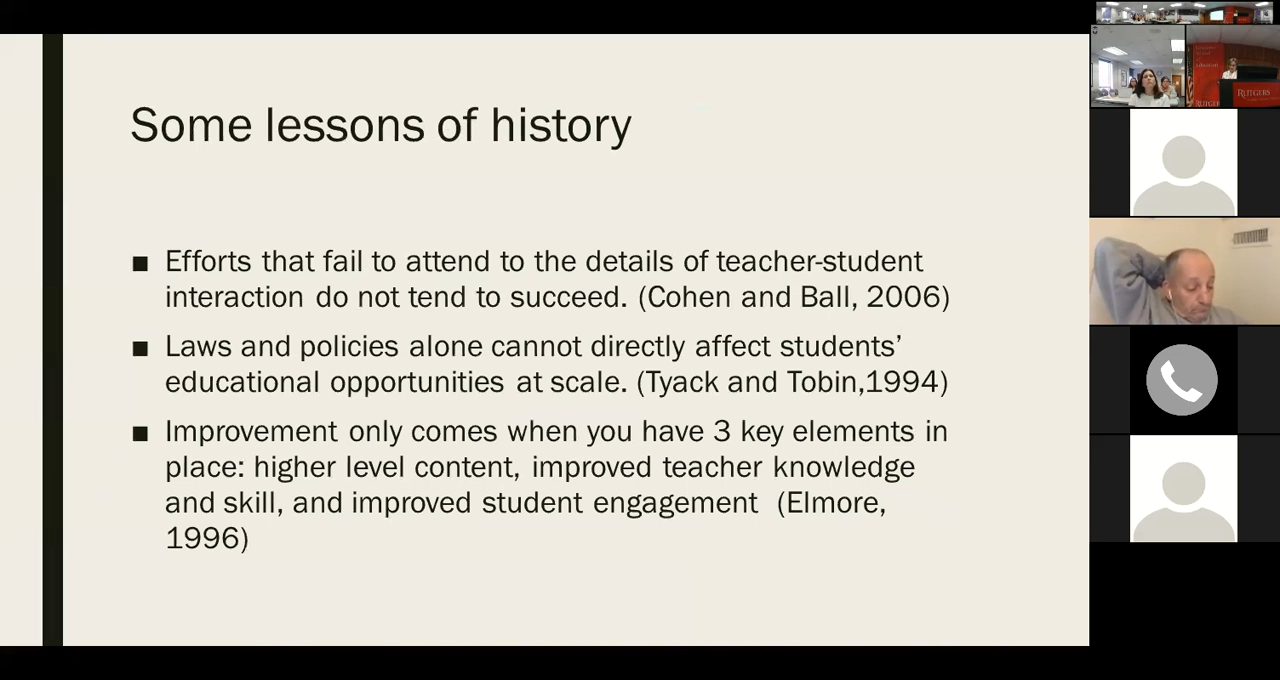 Some lessons of history
■ Efforts that fail to attend to the details of teacher-student
interaction do not tend to succeed. (Cohen and Ball, 2006)
■ Laws and policies alone cannot directly affect students’
educational opportunities at scale. (Tyack and Tobin,1994)
■ Improvement only comes when you have 3 key elements in
place: higher level content, improved teacher knowledge
and skill, and improved student engagement (Elmore,
1996)
RUTGERS